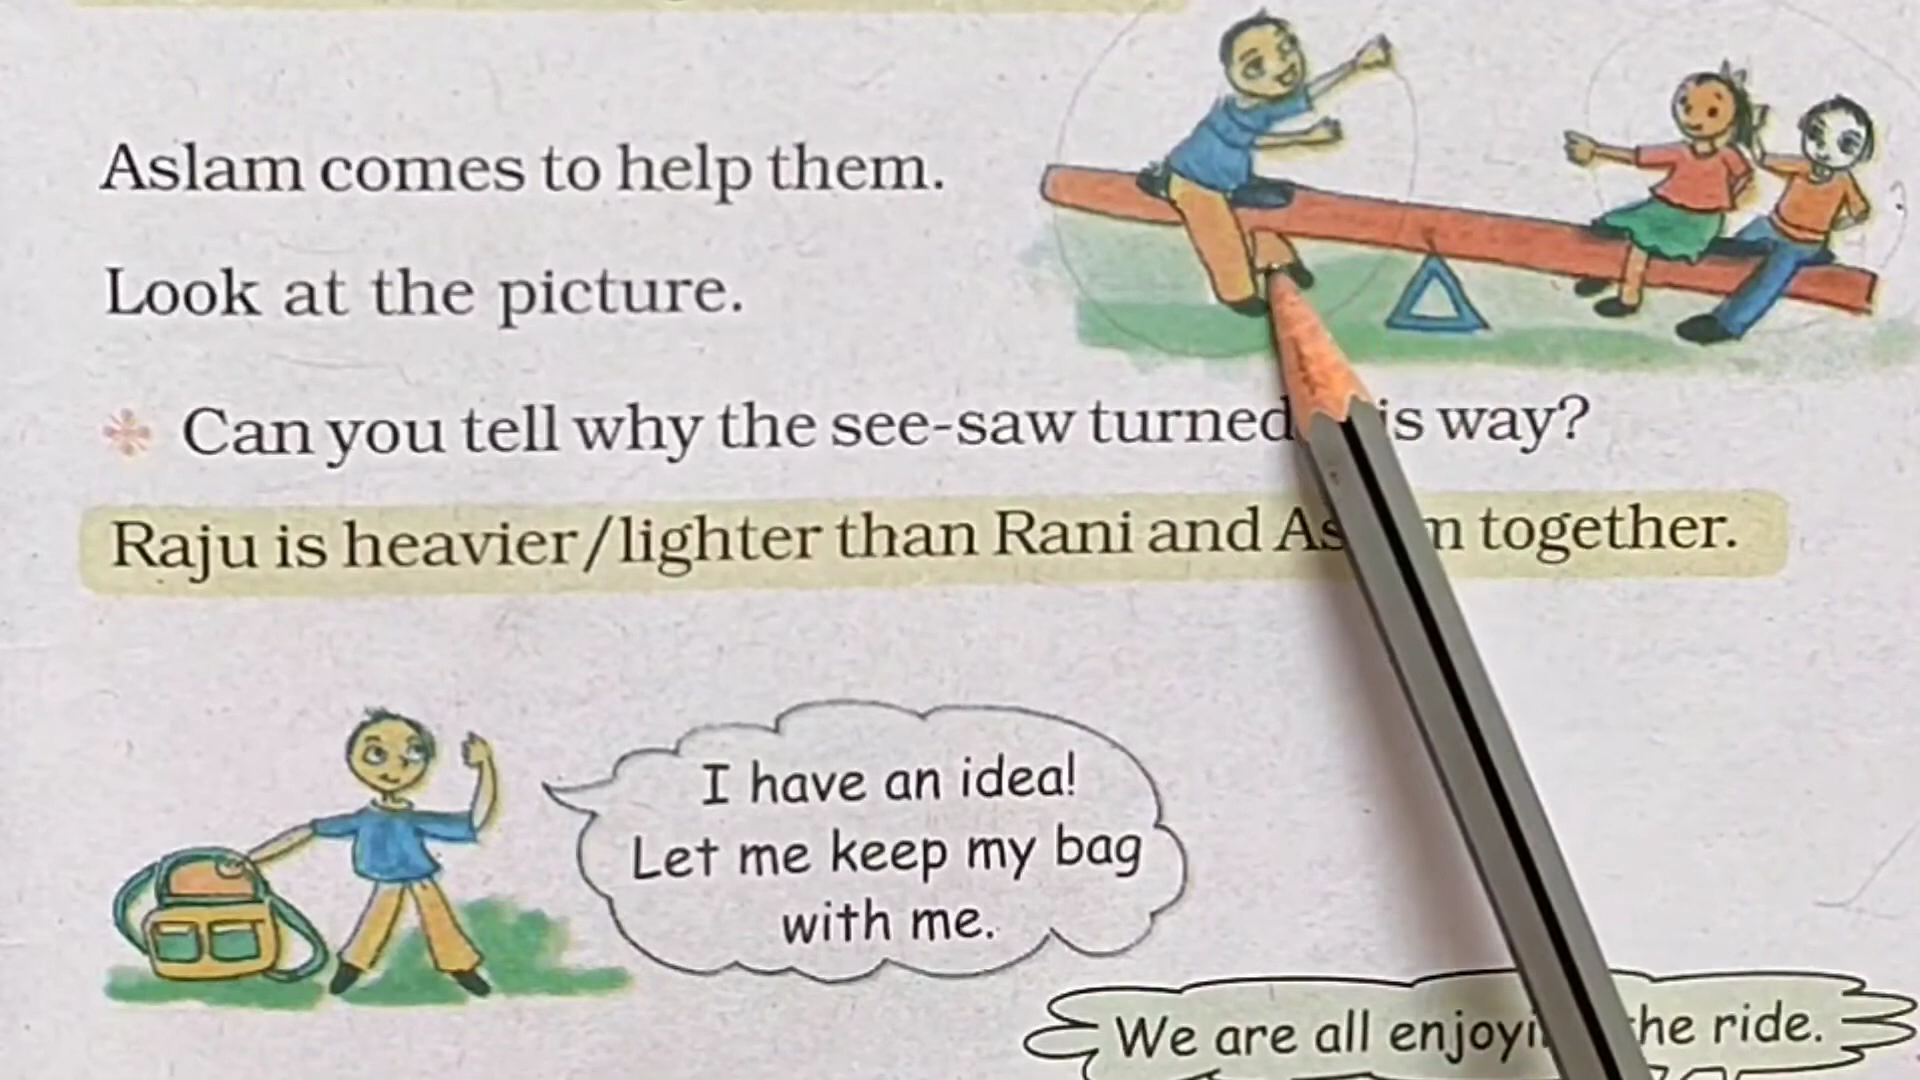 Aslam comes to help them.
Look at the picture.
Can you tell why the see-saw turned is way?
Raju is heavier/lighter than Rani and together.
I have an idea!
Let me keep my bag
with me.
We are all the ride.